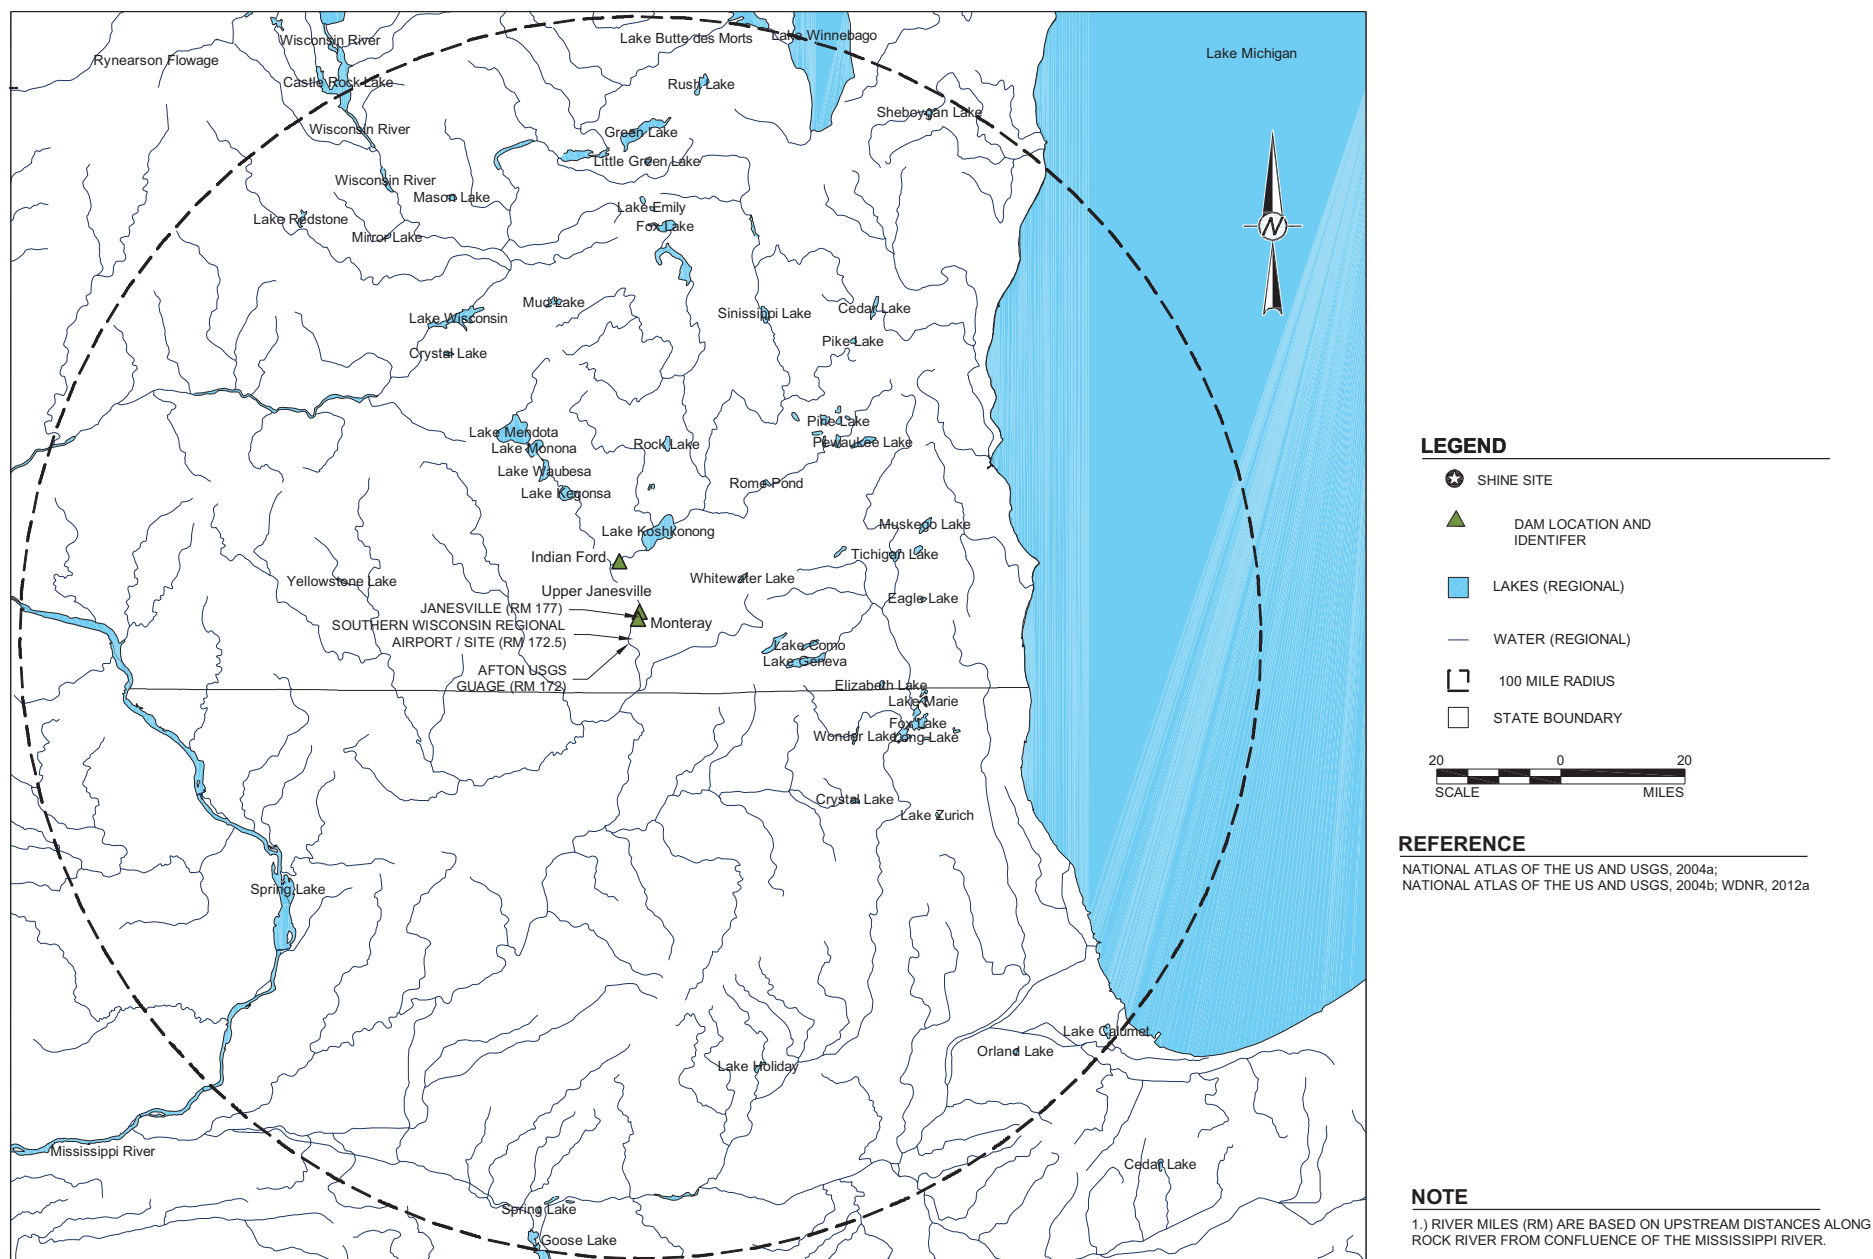 Wisconsin River
Lake Butte des Morts
Lake Winnebago
Lake Michigan
Rynearson Flowage
Castle Rock Lake
Rush Lake
Sheboygan Lake
Wisconsin River
Green Lake
Little Green Lake
Wisconsin River
Mason Lake
Lake Emily
Lake Redstone
Fox Lake
Mirror Lake
N
Mud Lake
Lake Wisconsin
Sinissippi Lake
Cedar Lake
Crystal Lake
Pike Lake
Pine Lake
Lake Mendota
Lake Monona
Rock Lake
Pewaukee Lake
Lake Waubesa
Lake Kegonsa
Rome Pond
Muskego Lake
Lake Koshkonong
Indian Ford
Tichigan Lake
Yellowstone Lake
Whitewater Lake
Upper Janesville
Eagle Lake
JANESVILLE (RM 177)
Monteray
SOUTHERN WISCONSIN REGIONAL
AIRPORT / SITE (RM 172.5)
Lake Como
Lake Geneva
AFTON USGS
GUAGE (RM 172)
Elizabeth Lake
Lake Marie
Fox Lake
Wonder Lake
Long Lake
Crystal Lake
Lake Zurich
Spring Lake
Lake Calumet
Orland Lake
Lake Holiday
Mississippi River
Cedar Lake
Spring Lake
Goose Lake
LEGEND
SHINE SITE
DAM LOCATION AND
IDENTIFER
LAKES (REGIONAL)
WATER (REGIONAL)
100 MILE RADIUS
STATE BOUNDARY
20 0 20
SCALE MILES
REFERENCE
NATIONAL ATLAS OF THE US AND USGS, 2004a;
NATIONAL ATLAS OF THE US AND USGS, 2004b; WDNR, 2012a
NOTE
1.) RIVER MILES (RM) ARE BASED ON UPSTREAM DISTANCES ALONG
ROCK RIVER FROM CONFLUENCE OF THE MISSISSIPPI RIVER.